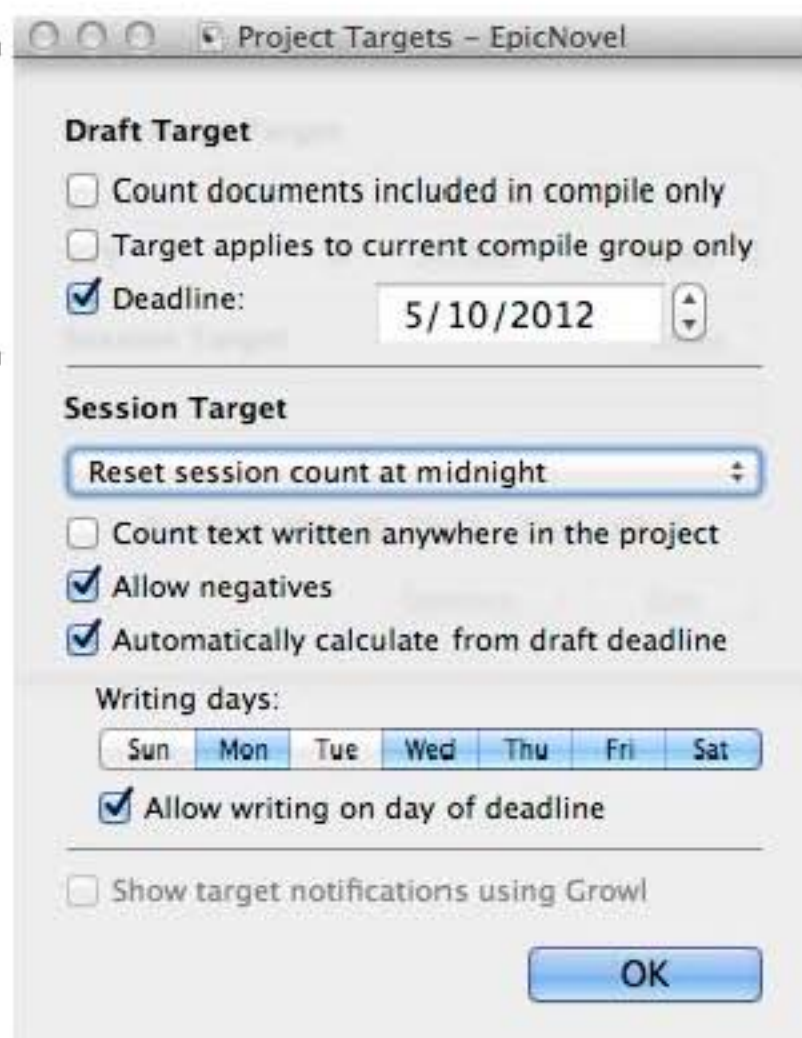 Project Targets – EpicNovel
Draft Target
Count documents included in compile only
Target applies to current compile group only
Deadline: 5/10/2012
Session Target
Reset session count at midnight
Count text written anywhere in the project
Allow negatives
Automatically calculate from draft deadline
Writing days:
Sun Mon Tue Wed Thu Fri Sat
Allow writing on day of deadline
Show target notifications using Growl
OK